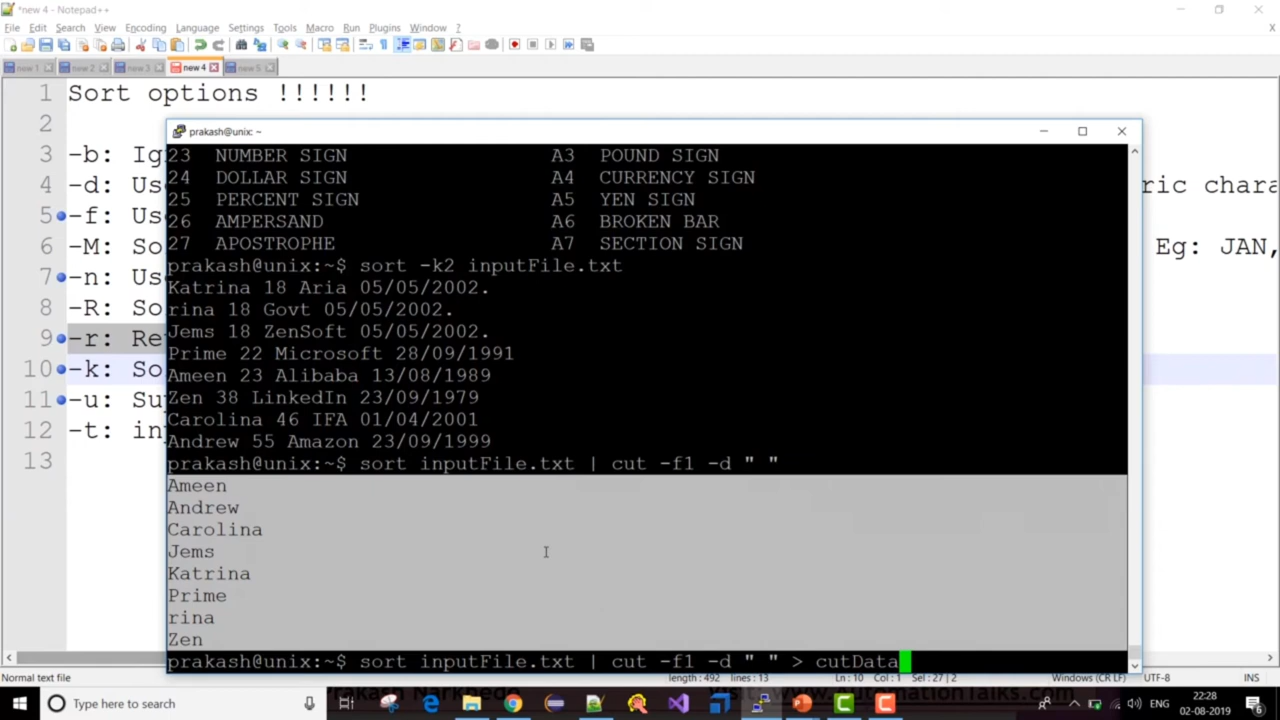 *new 4 - Notepad++
File Edit Search View Encoding Language Settings Tools Macro Run Plugins Window ?
new 1 new 2 new 3 new 4 new 5
1 Sort options !!!!!!
2
prakash@unix: ~
3 -b: Ig
4 -d: Us ric chara
5 -f: Us
6 -M: So Eg: JAN,
7 -n: Us
8 -R: So
9 -r: Re
10 -k: So
11 -u: Su
12 -t: in
13
23 NUMBER SIGN A3 POUND SIGN
24 DOLLAR SIGN A4 CURRENCY SIGN
25 PERCENT SIGN A5 YEN SIGN
26 AMPERSAND A6 BROKEN BAR
27 APOSTROPHE A7 SECTION SIGN
prakash@unix:~$ sort -k2 inputFile.txt
Katrina 18 Aria 05/05/2002.
rina 18 Govt 05/05/2002.
Jems 18 ZenSoft 05/05/2002.
Prime 22 Microsoft 28/09/1991
Ameen 23 Alibaba 13/08/1989
Zen 38 LinkedIn 23/09/1979
Carolina 46 IFA 01/04/2001
Andrew 55 Amazon 23/09/1999
prakash@unix:~$ sort inputFile.txt | cut -f1 -d " "
Ameen
Andrew
Carolina
Jems
Katrina
Prime
rina
Zen
prakash@unix:~$ sort inputFile.txt | cut -f1 -d " " > cutData
Normal text file length : 492 lines : 13 Ln : 10 Col : 1 Sel : 27 | 2 Windows (CR LF) UTF-8 INS
Type here to search ENG 22:28
02-08-2019 6